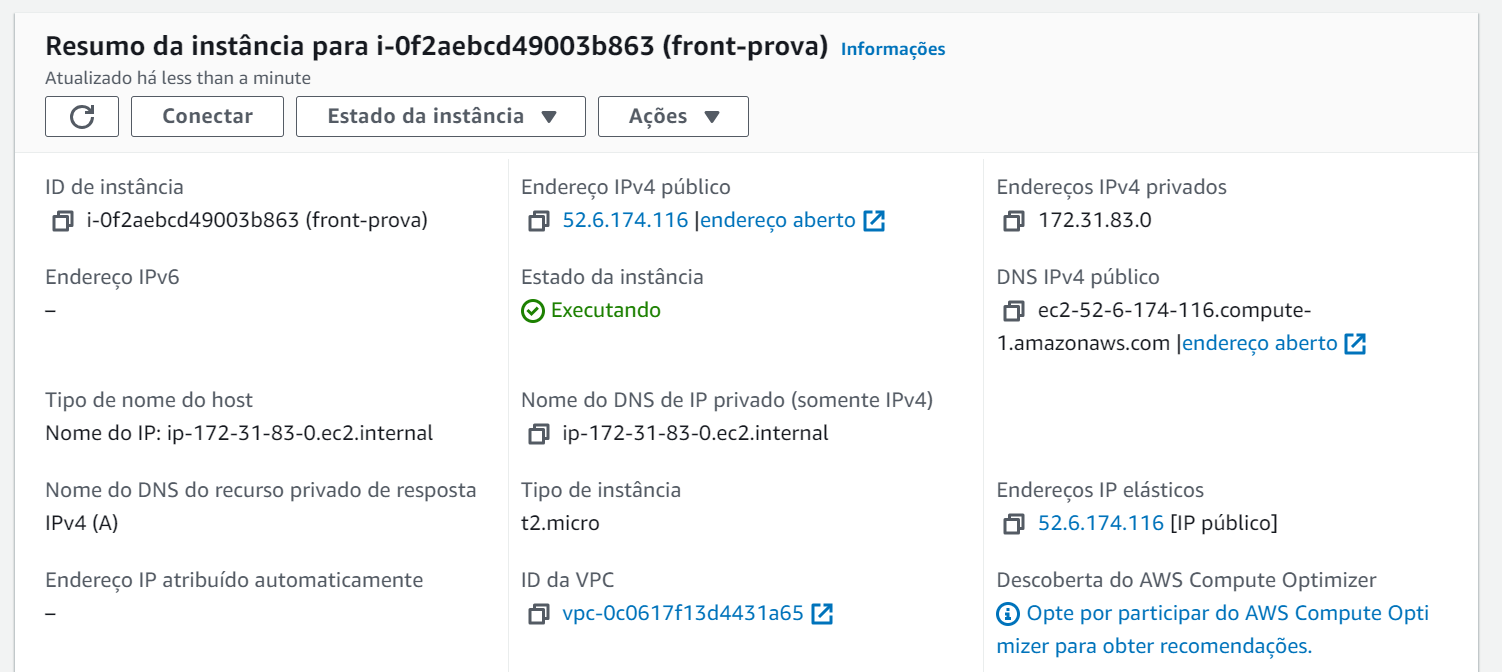 Resumo da instância para i-0f2aebcd49003b863 (front-prova) Informações
Atualizado há less than a minute
Conectar Estado da instância Ações
ID de instância
i-0f2aebcd49003b863 (front-prova)
Endereço IPv4 público
52.6.174.116 |endereço aberto
Endereços IPv4 privados
172.31.83.0
Endereço IPv6
–
Estado da instância
Executando
DNS IPv4 público
ec2-52-6-174-116.compute-
1.amazonaws.com |endereço aberto
Tipo de nome do host
Nome do IP: ip-172-31-83-0.ec2.internal
Nome do DNS de IP privado (somente IPv4)
ip-172-31-83-0.ec2.internal
Nome do DNS do recurso privado de resposta
IPv4 (A)
Tipo de instância
t2.micro
Endereços IP elásticos
52.6.174.116 [IP público]
Endereço IP atribuído automaticamente
–
ID da VPC
vpc-0c0617f13d4431a65
Descoberta do AWS Compute Optimizer
Opte por participar do AWS Compute Opti
mizer para obter recomendações.